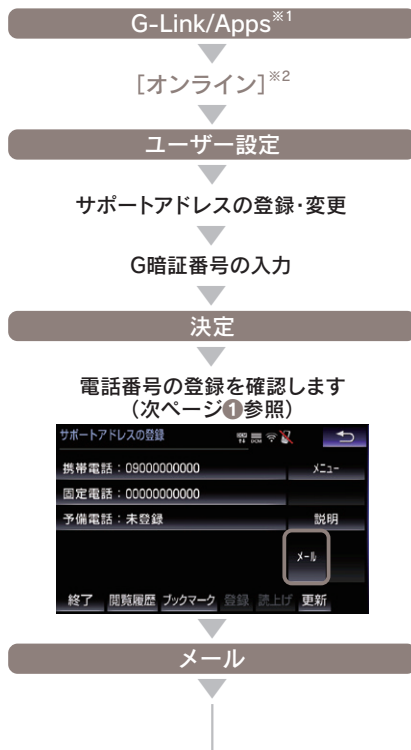 G-Link/Apps※1
[オンライン]※2
ユーザー設定
サポートアドレスの登録・変更
G暗証番号の入力
決定
電話番号の登録を確認します
(次ページ❶参照)
サポートアドレスの登録
携帯電話:09000000000 メニュー
固定電話:00000000000
予備電話:未登録 説明
メール
終了 閲覧履歴 ブックマーク 登録 読上げ 更新
メール